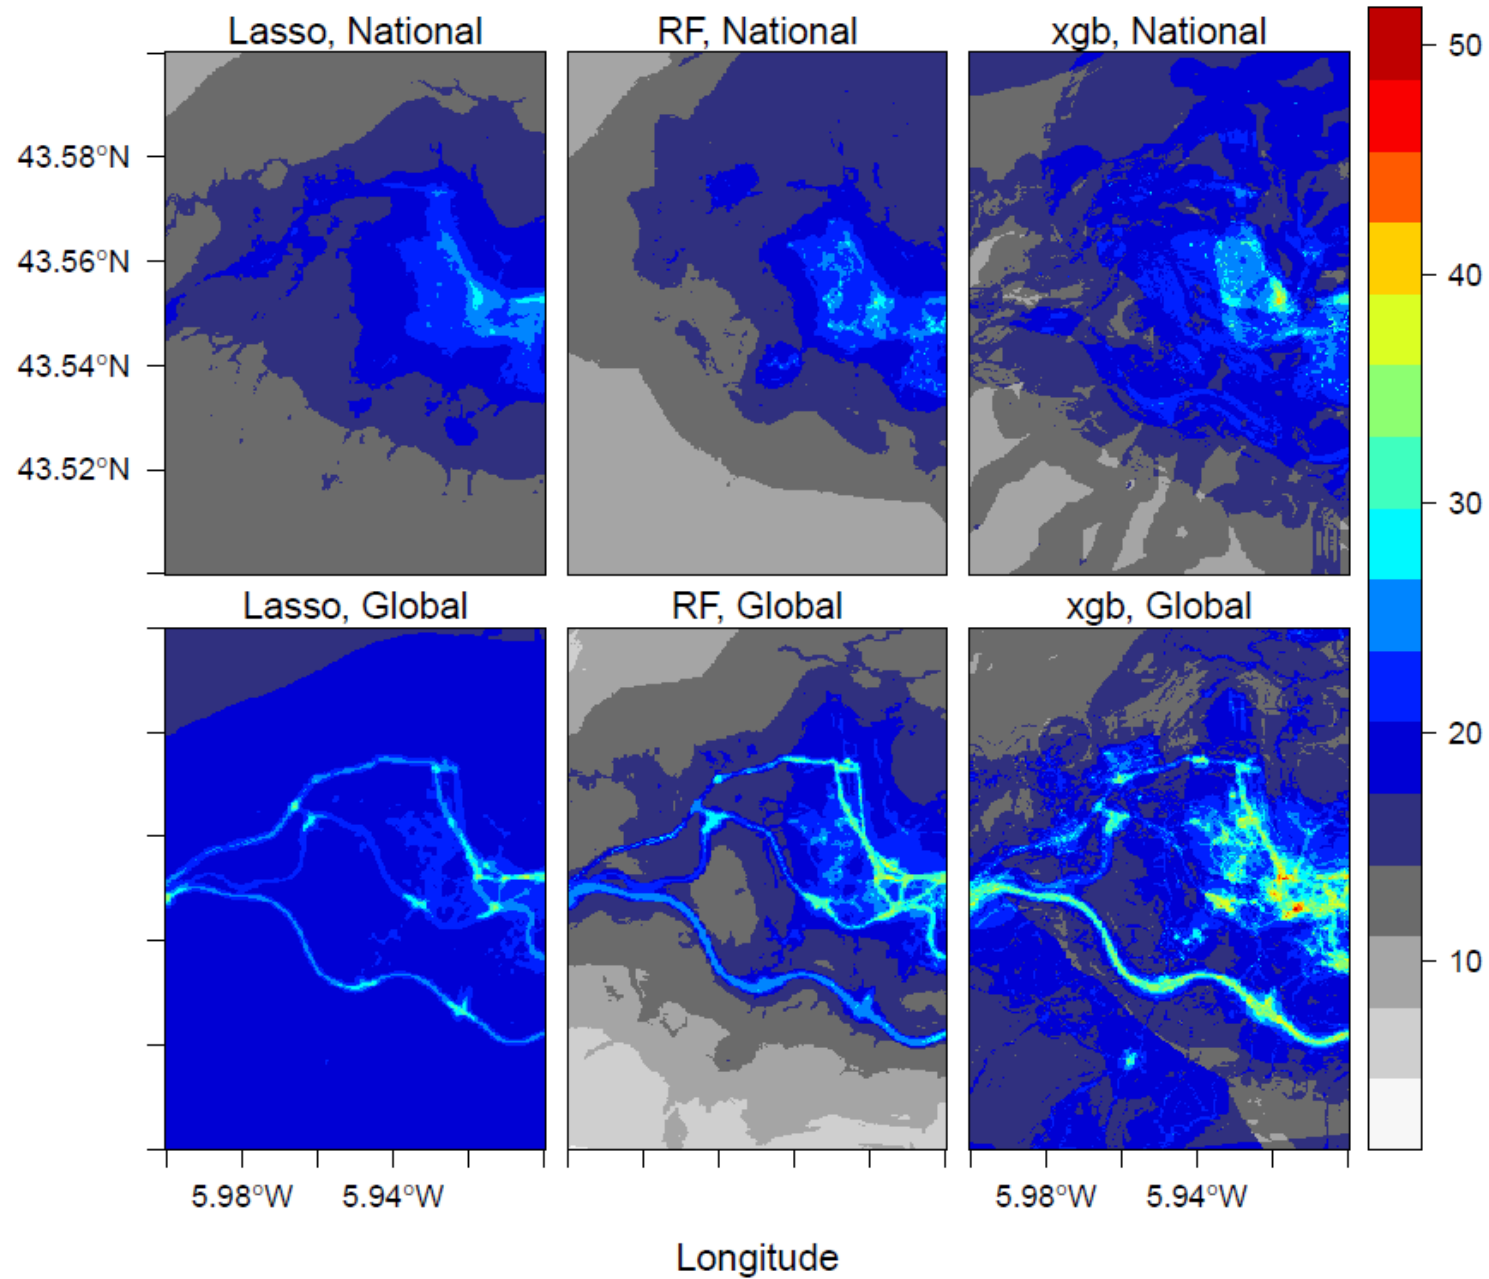 Lasso, National RF, National xgb, National
50
43.58°N
43.56°N
40
43.54°N
43.52°N
30
Lasso, Global RF, Global xgb, Global
20
10
5.98°W 5.94°W 5.98°W 5.94°W
Longitude